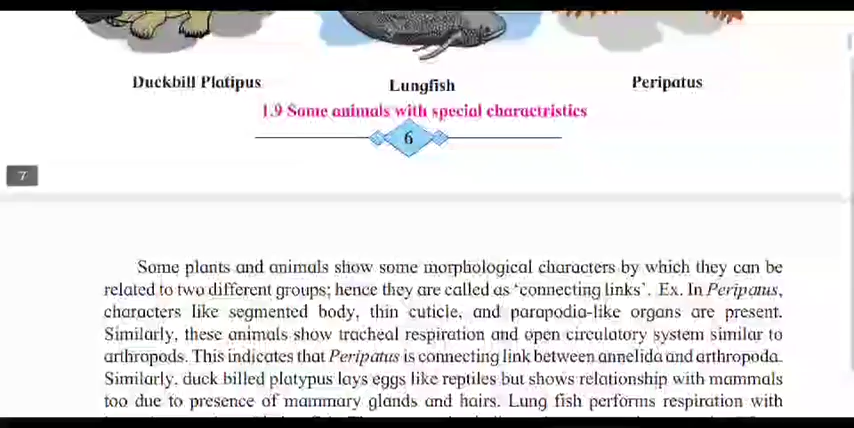 Duckbill Platipus Lungfish Peripatus
1.9 Some animals with special charactristics
6
7
Some plants and animals show some morphological characters by which they can be
related to two different groups; hence they are called as ‘connecting links’. Ex. In Peripatus,
characters like segmented body, thin cuticle, and parapodia-like organs are present.
Similarly, these animals show tracheal respiration and open circulatory system similar to
arthropods. This indicates that Peripatus is connecting link between annelida and arthropoda.
Similarly, duck billed platypus lays eggs like reptiles but shows relationship with mammals
too due to presence of mammary glands and hairs. Lung fish performs respiration with